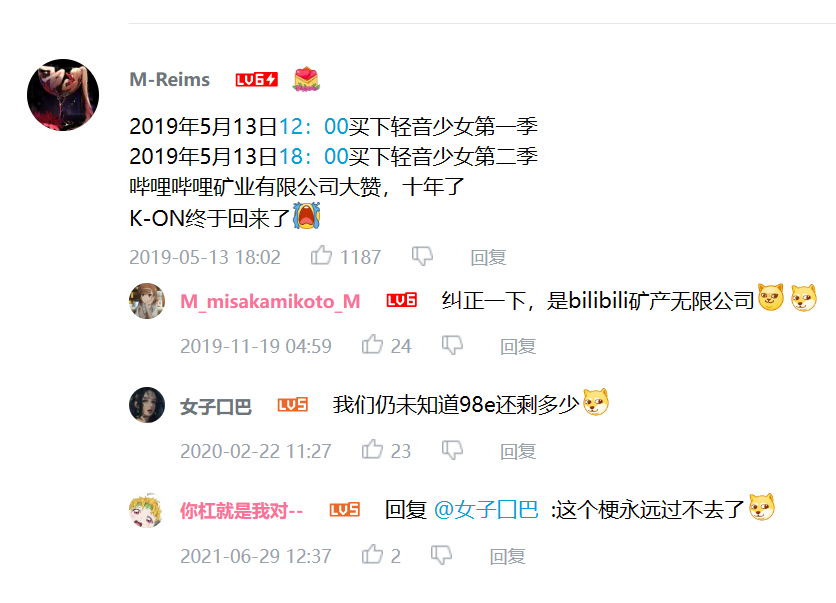 M-Reims LV6
2019年5月13日12：00买下轻音少女第一季
2019年5月13日18：00买下轻音少女第二季
哔哩哔哩矿业有限公司大赞，十年了
K-ON终于回来了
2019-05-13 18:02 1187 回复
M_misakamikoto_M LV6 纠正一下，是bilibili矿产无限公司
2019-11-19 04:59 24 回复
女子囗巴 LV5 我们仍未知道98e还剩多少
2020-02-22 11:27 23 回复
你杠就是我对-- LV5 回复 @女子囗巴 :这个梗永远过不去了
2021-06-29 12:37 2 回复